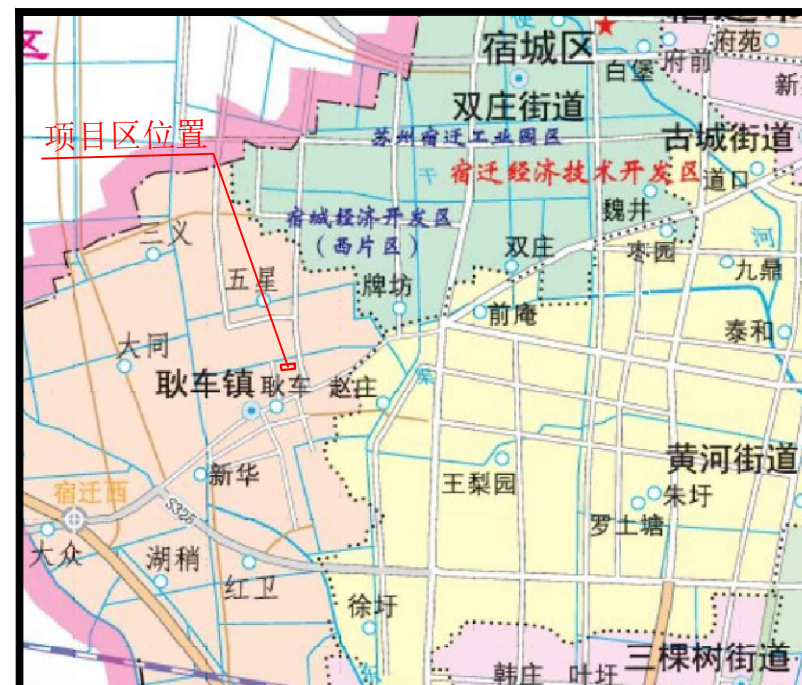 宿城区
白堡
府前
府苑
新
区
双庄街道
项目区位置
苏州宿迁工业园区
古城街道
宿迁经济技术开发区
道口
干
宿城经济开发区
（西片区）
魏井
枣园
河
三义
双庄
九鼎
五星
牌坊
前庵
泰和
大同
耿车镇
耿车
赵庄
新华
王梨园
黄河街道
朱圩
罗土塘
宿迁西
S325
大众
湖稍
红卫
徐圩
三棵树街道
韩庄
叶圩